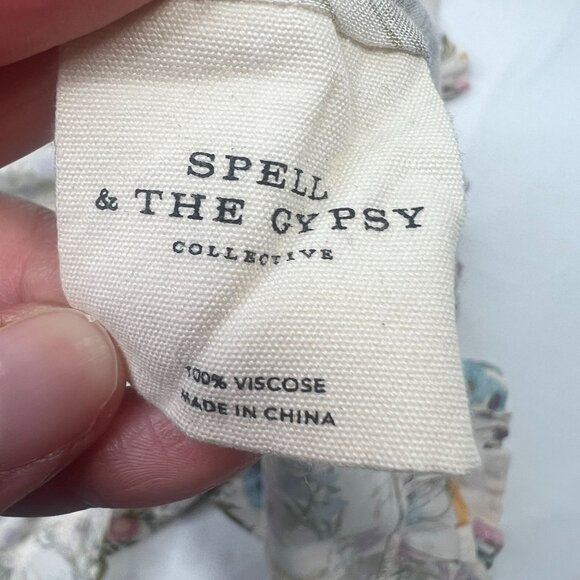 SPELL
& THE GYPSY
COLLECTIVE
100% VISCOSE
MADE IN CHINA